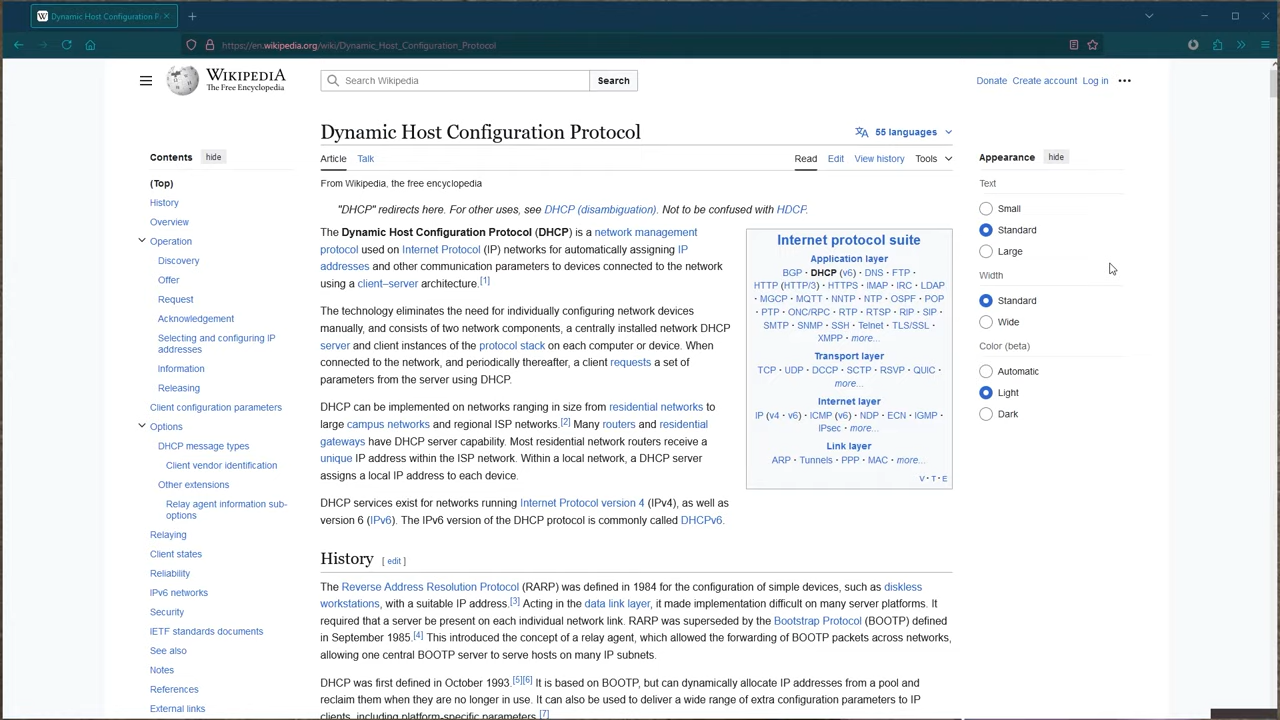 Dynamic Host Configuration P
https://en.wikipedia.org/wiki/Dynamic_Host_Configuration_Protocol
WIKIPEDIA
The Free Encyclopedia
Search Wikipedia
Search
Donate Create account Log in
Dynamic Host Configuration Protocol
55 languages
Contents hide
(Top)
History
Overview
Operation
Discovery
Offer
Request
Acknowledgement
Selecting and configuring IP
addresses
Information
Releasing
Client configuration parameters
Options
DHCP message types
Client vendor identification
Other extensions
Relay agent information sub-
options
Relaying
Client states
Reliability
IPv6 networks
Security
IETF standards documents
See also
Notes
References
External links
Article Talk
Read Edit View history Tools
From Wikipedia, the free encyclopedia
"DHCP" redirects here. For other uses, see DHCP (disambiguation). Not to be confused with HDCP.
The Dynamic Host Configuration Protocol (DHCP) is a network management
protocol used on Internet Protocol (IP) networks for automatically assigning IP
addresses and other communication parameters to devices connected to the network
using a client–server architecture.[1]
The technology eliminates the need for individually configuring network devices
manually, and consists of two network components, a centrally installed network DHCP
server and client instances of the protocol stack on each computer or device. When
connected to the network, and periodically thereafter, a client requests a set of
parameters from the server using DHCP.
DHCP can be implemented on networks ranging in size from residential networks to
large campus networks and regional ISP networks.[2] Many routers and residential
gateways have DHCP server capability. Most residential network routers receive a
unique IP address within the ISP network. Within a local network, a DHCP server
assigns a local IP address to each device.
DHCP services exist for networks running Internet Protocol version 4 (IPv4), as well as
version 6 (IPv6). The IPv6 version of the DHCP protocol is commonly called DHCPv6.
Internet protocol suite
Application layer
BGP · DHCP (v6) · DNS · FTP ·
HTTP (HTTP/3) · HTTPS · IMAP · IRC · LDAP
· MGCP · MQTT · NNTP · NTP · OSPF · POP
· PTP · ONC/RPC · RTP · RTSP · RIP · SIP ·
SMTP · SNMP · SSH · Telnet · TLS/SSL ·
XMPP · more...
Transport layer
TCP · UDP · DCCP · SCTP · RSVP · QUIC ·
more...
Internet layer
IP (v4 · v6) · ICMP (v6) · NDP · ECN · IGMP ·
IPsec · more...
Link layer
ARP · Tunnels · PPP · MAC · more...
V · T · E
History [ edit ]
The Reverse Address Resolution Protocol (RARP) was defined in 1984 for the configuration of simple devices, such as diskless
workstations, with a suitable IP address.[3] Acting in the data link layer, it made implementation difficult on many server platforms. It
required that a server be present on each individual network link. RARP was superseded by the Bootstrap Protocol (BOOTP) defined
in September 1985.[4] This introduced the concept of a relay agent, which allowed the forwarding of BOOTP packets across networks,
allowing one central BOOTP server to serve hosts on many IP subnets.
DHCP was first defined in October 1993.[5][6] It is based on BOOTP, but can dynamically allocate IP addresses from a pool and
reclaim them when they are no longer in use. It can also be used to deliver a wide range of extra configuration parameters to IP
clients, including platform-specific parameters.[7]
Appearance hide
Text
Small
Standard
Large
Width
Standard
Wide
Color (beta)
Automatic
Light
Dark